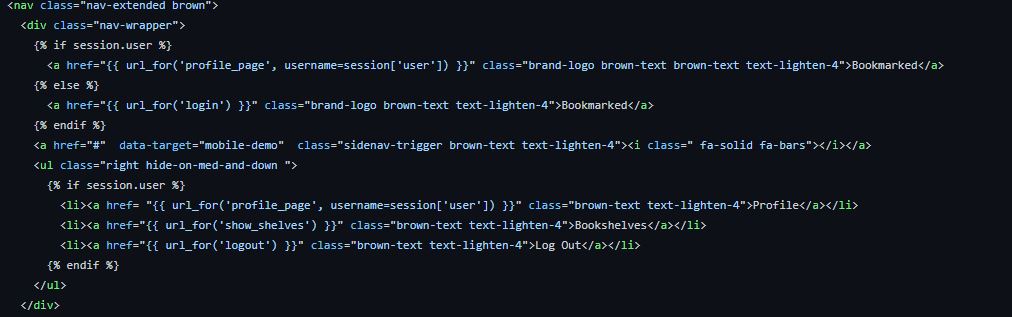 <nav class="nav-extended brown">
<div class="nav-wrapper">
{% if session.user %}
<a href="{{ url_for('profile_page', username=session['user']) }}" class="brand-logo brown-text brown-text text-lighten-4">Bookmarked</a>
{% else %}
<a href="{{ url_for('login') }}" class="brand-logo brown-text text-lighten-4">Bookmarked</a>
{% endif %}
<a href="#"  data-target="mobile-demo"  class="sidenav-trigger brown-text text-lighten-4"><i class=" fa-solid fa-bars"></i></a>
<ul class="right hide-on-med-and-down ">
{% if session.user %}
<li><a href= "{{ url_for('profile_page', username=session['user']) }}" class="brown-text text-lighten-4">Profile</a></li>
<li><a href="{{ url_for('show_shelves') }}" class="brown-text text-lighten-4">Bookshelves</a></li>
<li><a href="{{ url_for('logout') }}" class="brown-text text-lighten-4">Log Out</a></li>
{% endif %}
</ul>
</div>